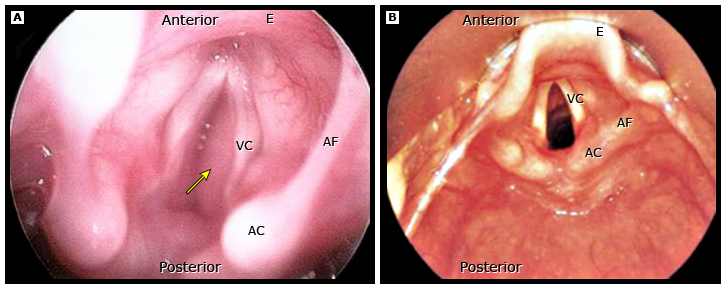 A
Anterior
E
VC
AF
AC
Posterior
B
Anterior
E
VC
AF
AC
Posterior